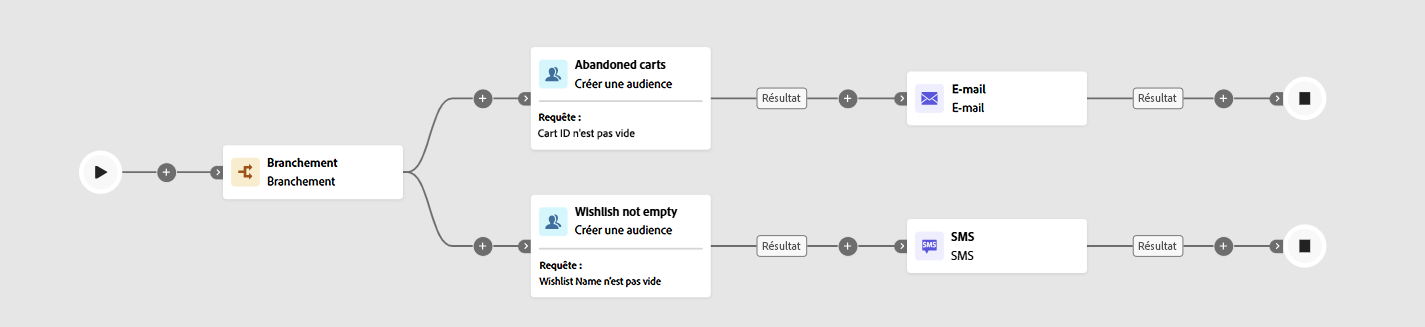 Abandoned carts
Créer une audience
Requête :
Cart ID n'est pas vide
Résultat
E-mail
E-mail
Résultat
Branchement
Branchement
Wishlish not empty
Créer une audience
Requête :
Wishlist Name n'est pas vide
Résultat
SMS
SMS
SMS
Résultat